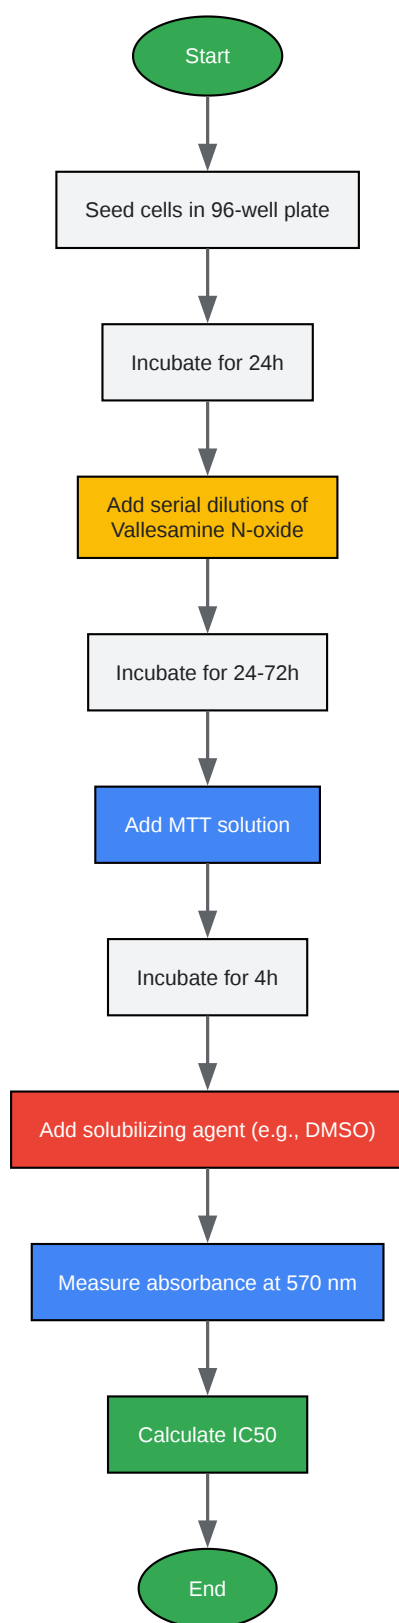 Start
Seed cells in 96-well plate
Incubate for 24h
Add serial dilutions of
Vallesamine N-oxide
Incubate for 24-72h
Add MTT solution
Incubate for 4h
Add solubilizing agent (e.g., DMSO)
Measure absorbance at 570 nm
Calculate IC50
End